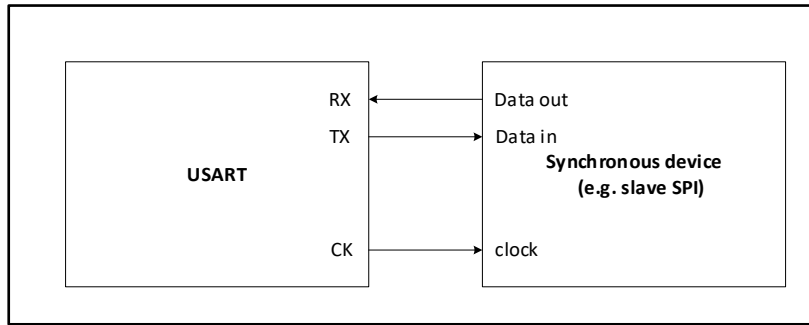 RX
Data out
TX
Data in
USART
Synchronous device
(e.g. slave SPI)
CK
clock